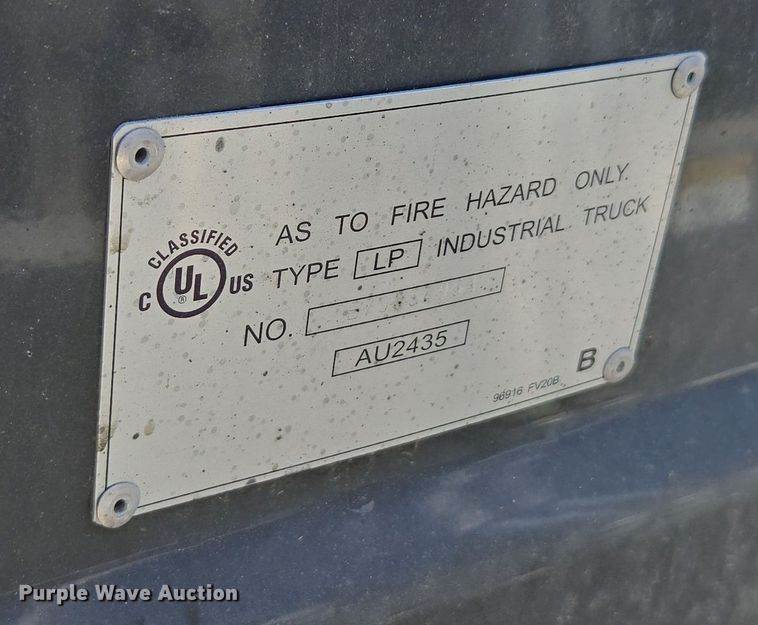 CLASSIFIED
C UL US
®
AS TO FIRE HAZARD ONLY.
TYPE LP INDUSTRIAL TRUCK
NO.
AU2435
96916 FV20B
B
Purple Wave Auction